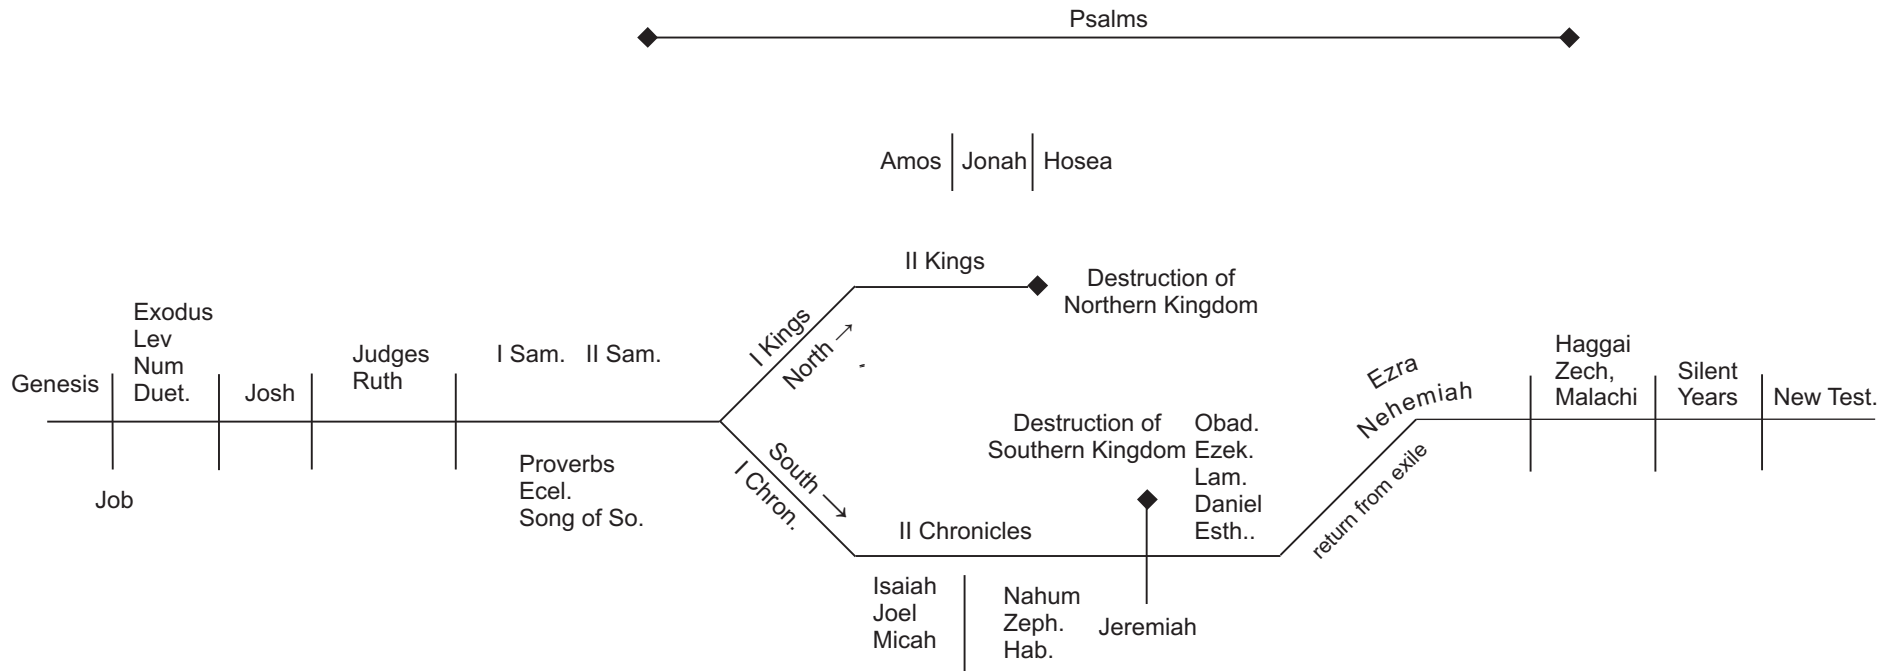 Psalms
Amos
Jonah
Hosea
II Kings
Destruction of
Northern Kingdom
I Kings
North
Genesis
Exodus
Lev
Num
Duet.
Josh
Judges
Ruth
I Sam. II Sam.
Job
Proverbs
Ecel.
Song of So.
South
I Chron.
II Chronicles
Destruction of
Southern Kingdom
Obad.
Ezek.
Lam.
Daniel
Esth..
Isaiah
Joel
Micah
Nahum
Zeph.
Hab.
Jeremiah
Ezra
Nehemiah
return from exile
Haggai
Zech,
Malachi
Silent
Years
New Test.